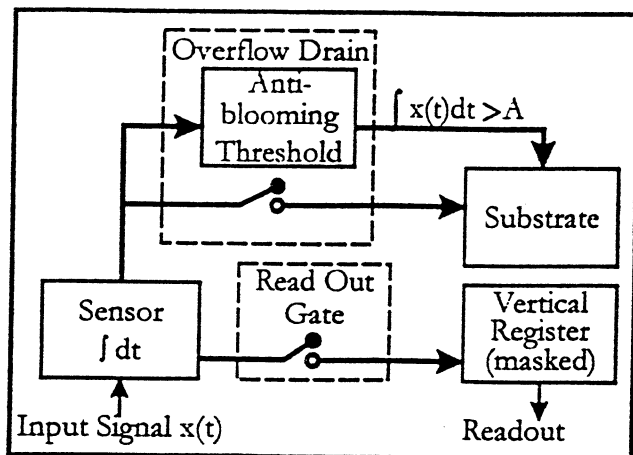 Overflow Drain
Anti-
blooming
Threshold
∫ x(t)dt >A
Substrate
Sensor
∫ dt
Read Out
Gate
Vertical
Register
(masked)
Input Signal x(t)
Readout